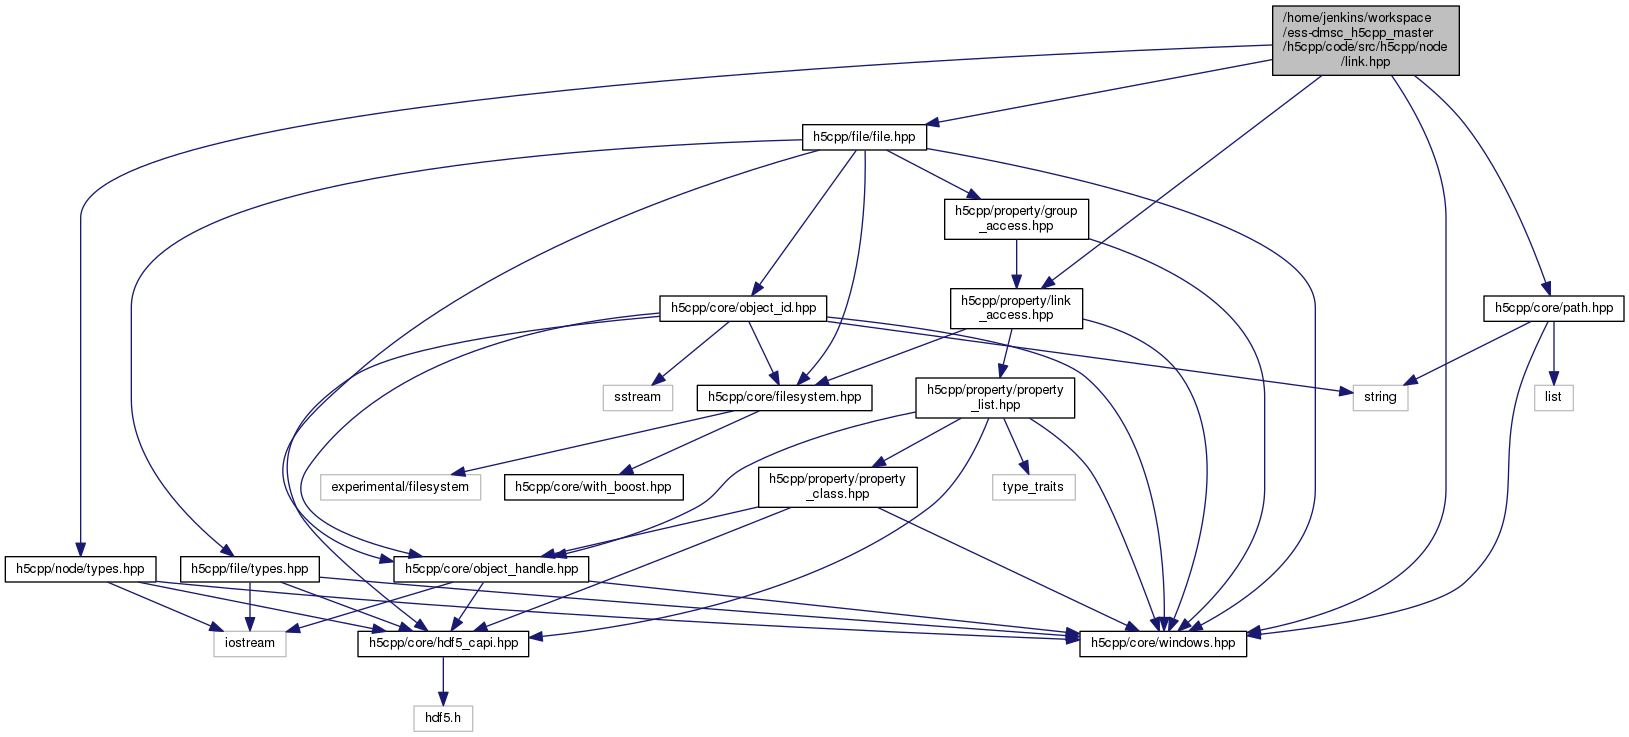 /home/jenkins/workspace
/ess-dmsc_h5cpp_master
/h5cpp/code/src/h5cpp/node
/link.hpp
h5cpp/file/file.hpp
h5cpp/property/group
_access.hpp
h5cpp/core/object_id.hpp
h5cpp/property/link
_access.hpp
h5cpp/core/path.hpp
sstream
h5cpp/core/filesystem.hpp
h5cpp/property/property
_list.hpp
string
list
experimental/filesystem
h5cpp/core/with_boost.hpp
h5cpp/property/property
_class.hpp
type_traits
h5cpp/node/types.hpp
h5cpp/file/types.hpp
h5cpp/core/object_handle.hpp
iostream
h5cpp/core/hdf5_capi.hpp
h5cpp/core/windows.hpp
hdf5.h